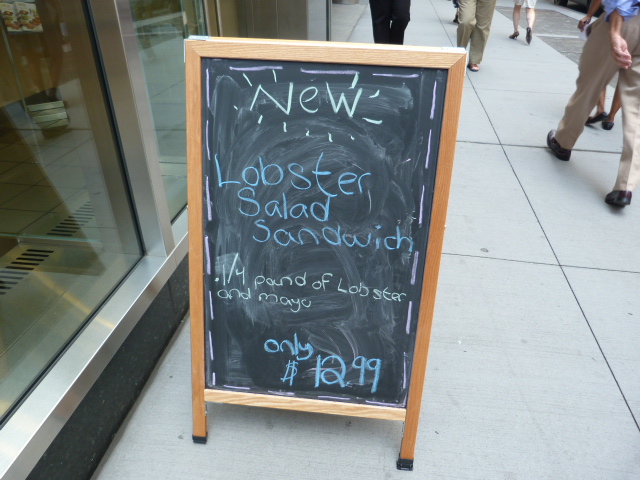 New
Lobster
Salad
Sandwich
.1/4 pound of Lobster
and mayo
only
$ 12.99